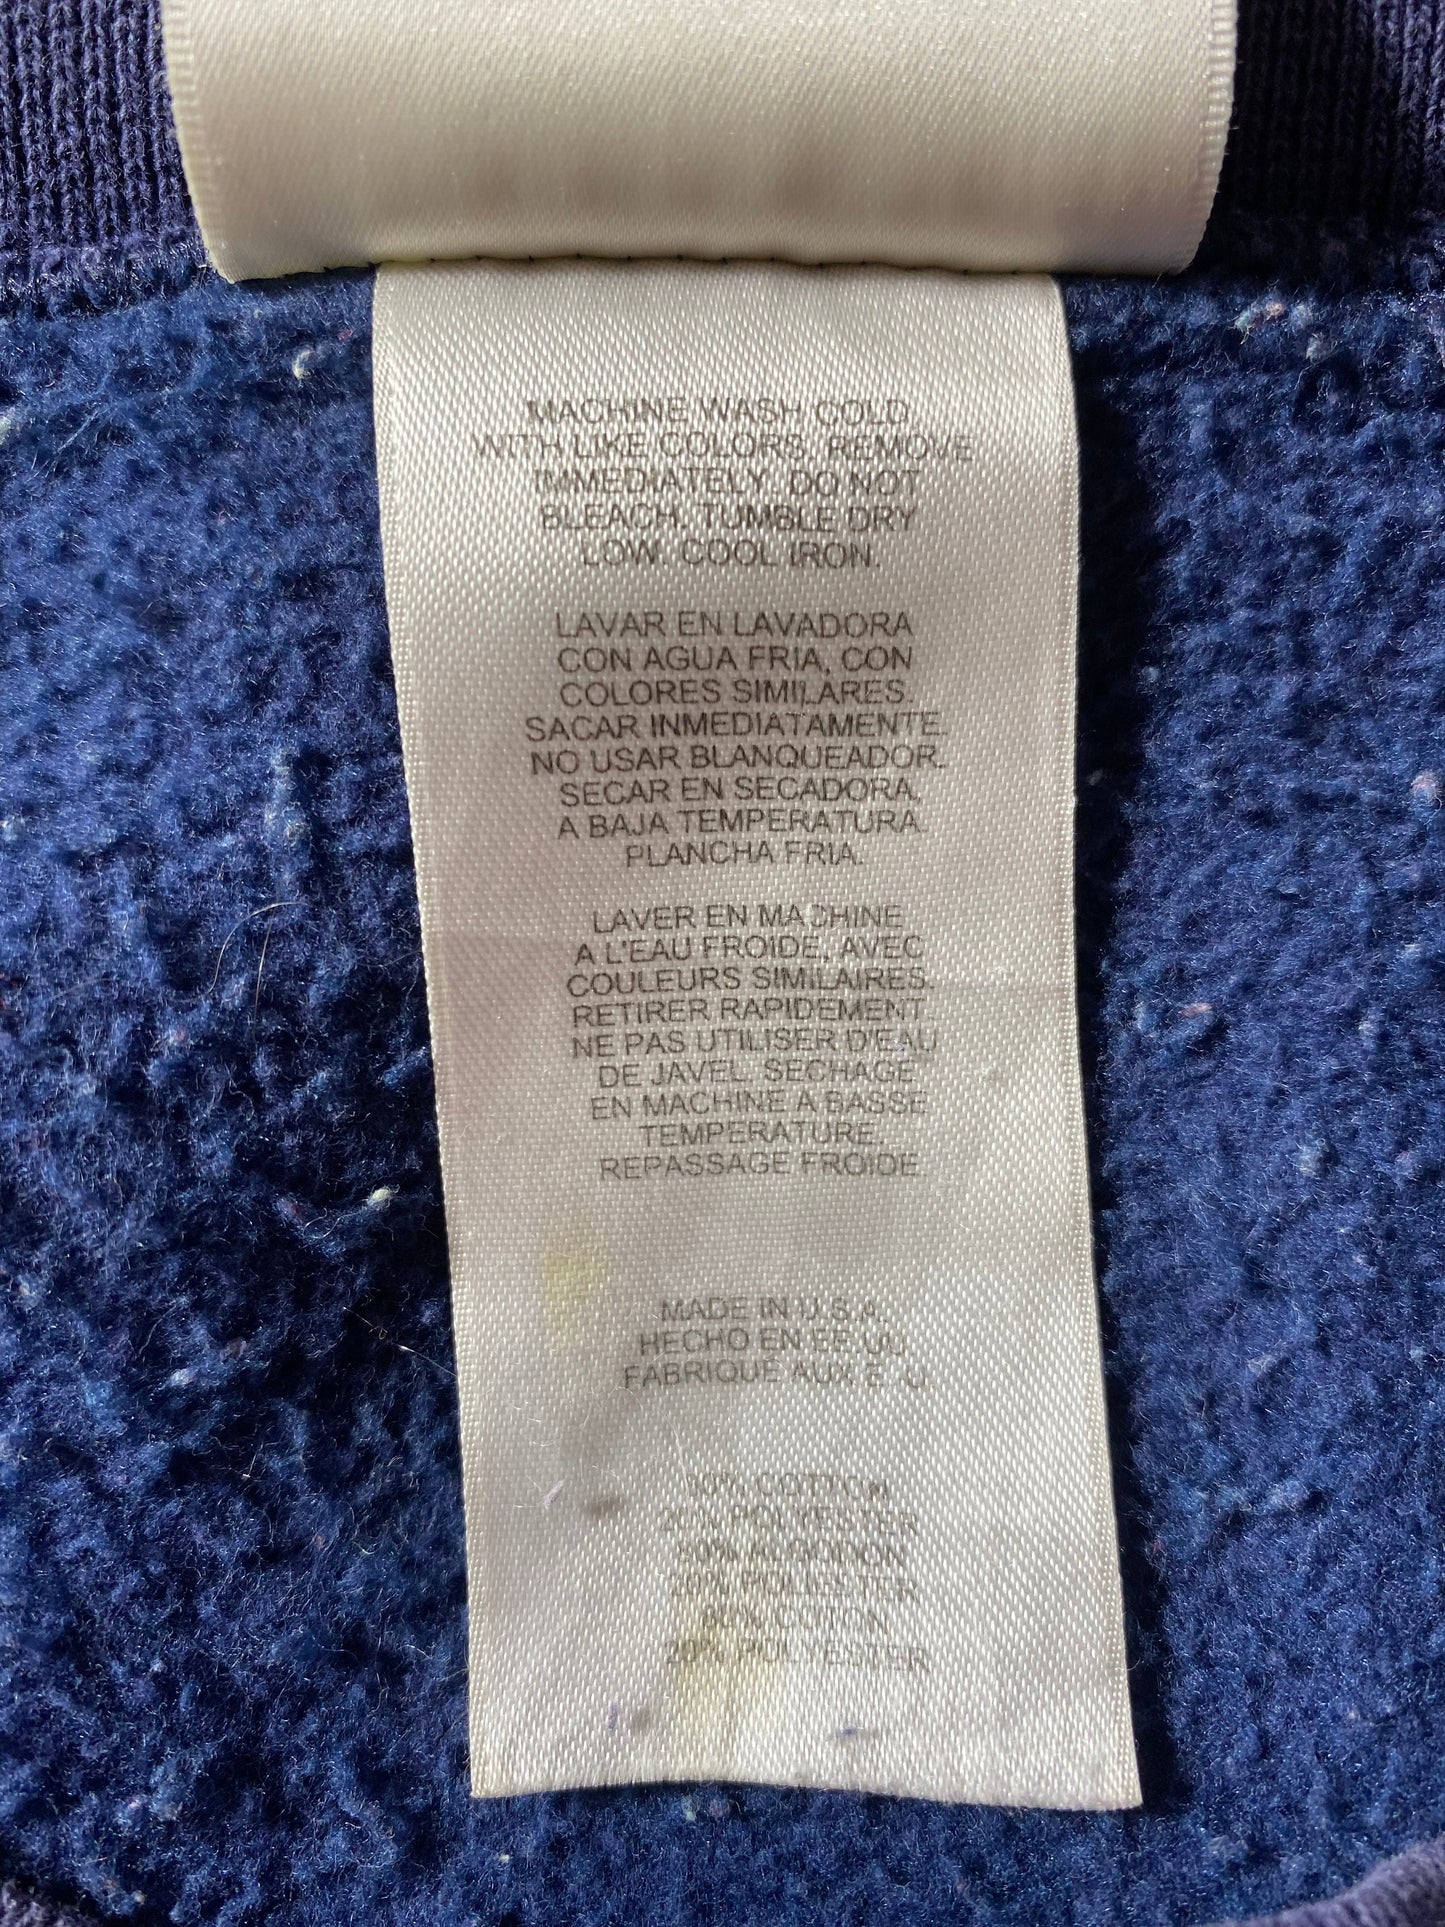 MACHINE WASH COLD
WITH LIKE COLORS. REMOVE
IMMEDIATELY. DO NOT
BLEACH. TUMBLE DRY
LOW. COOL IRON.
LAVAR EN LAVADORA
CON AGUA FRIA, CON
COLORES SIMILARES.
SACAR INMEDIATAMENTE.
NO USAR BLANQUEADOR.
SECAR EN SECADORA,
A BAJA TEMPERATURA.
PLANCHA FRIA.
LAVER EN MACHINE
A L'EAU FROIDE, AVEC
COULEURS SIMILAIRES.
RETIRER RAPIDEMENT.
NE PAS UTILISER D'EAU
DE JAVEL. SECHAGE
EN MACHINE A BASSE
TEMPERATURE.
REPASSAGE FROIDE.
MADE IN U.S.A.
HECHO EN EE.UU.
FABRIQUE AUX E.U.
COTTON
20% POLYESTER
ALGODON
20% POLIESTER
COTON
20% POLYESTER